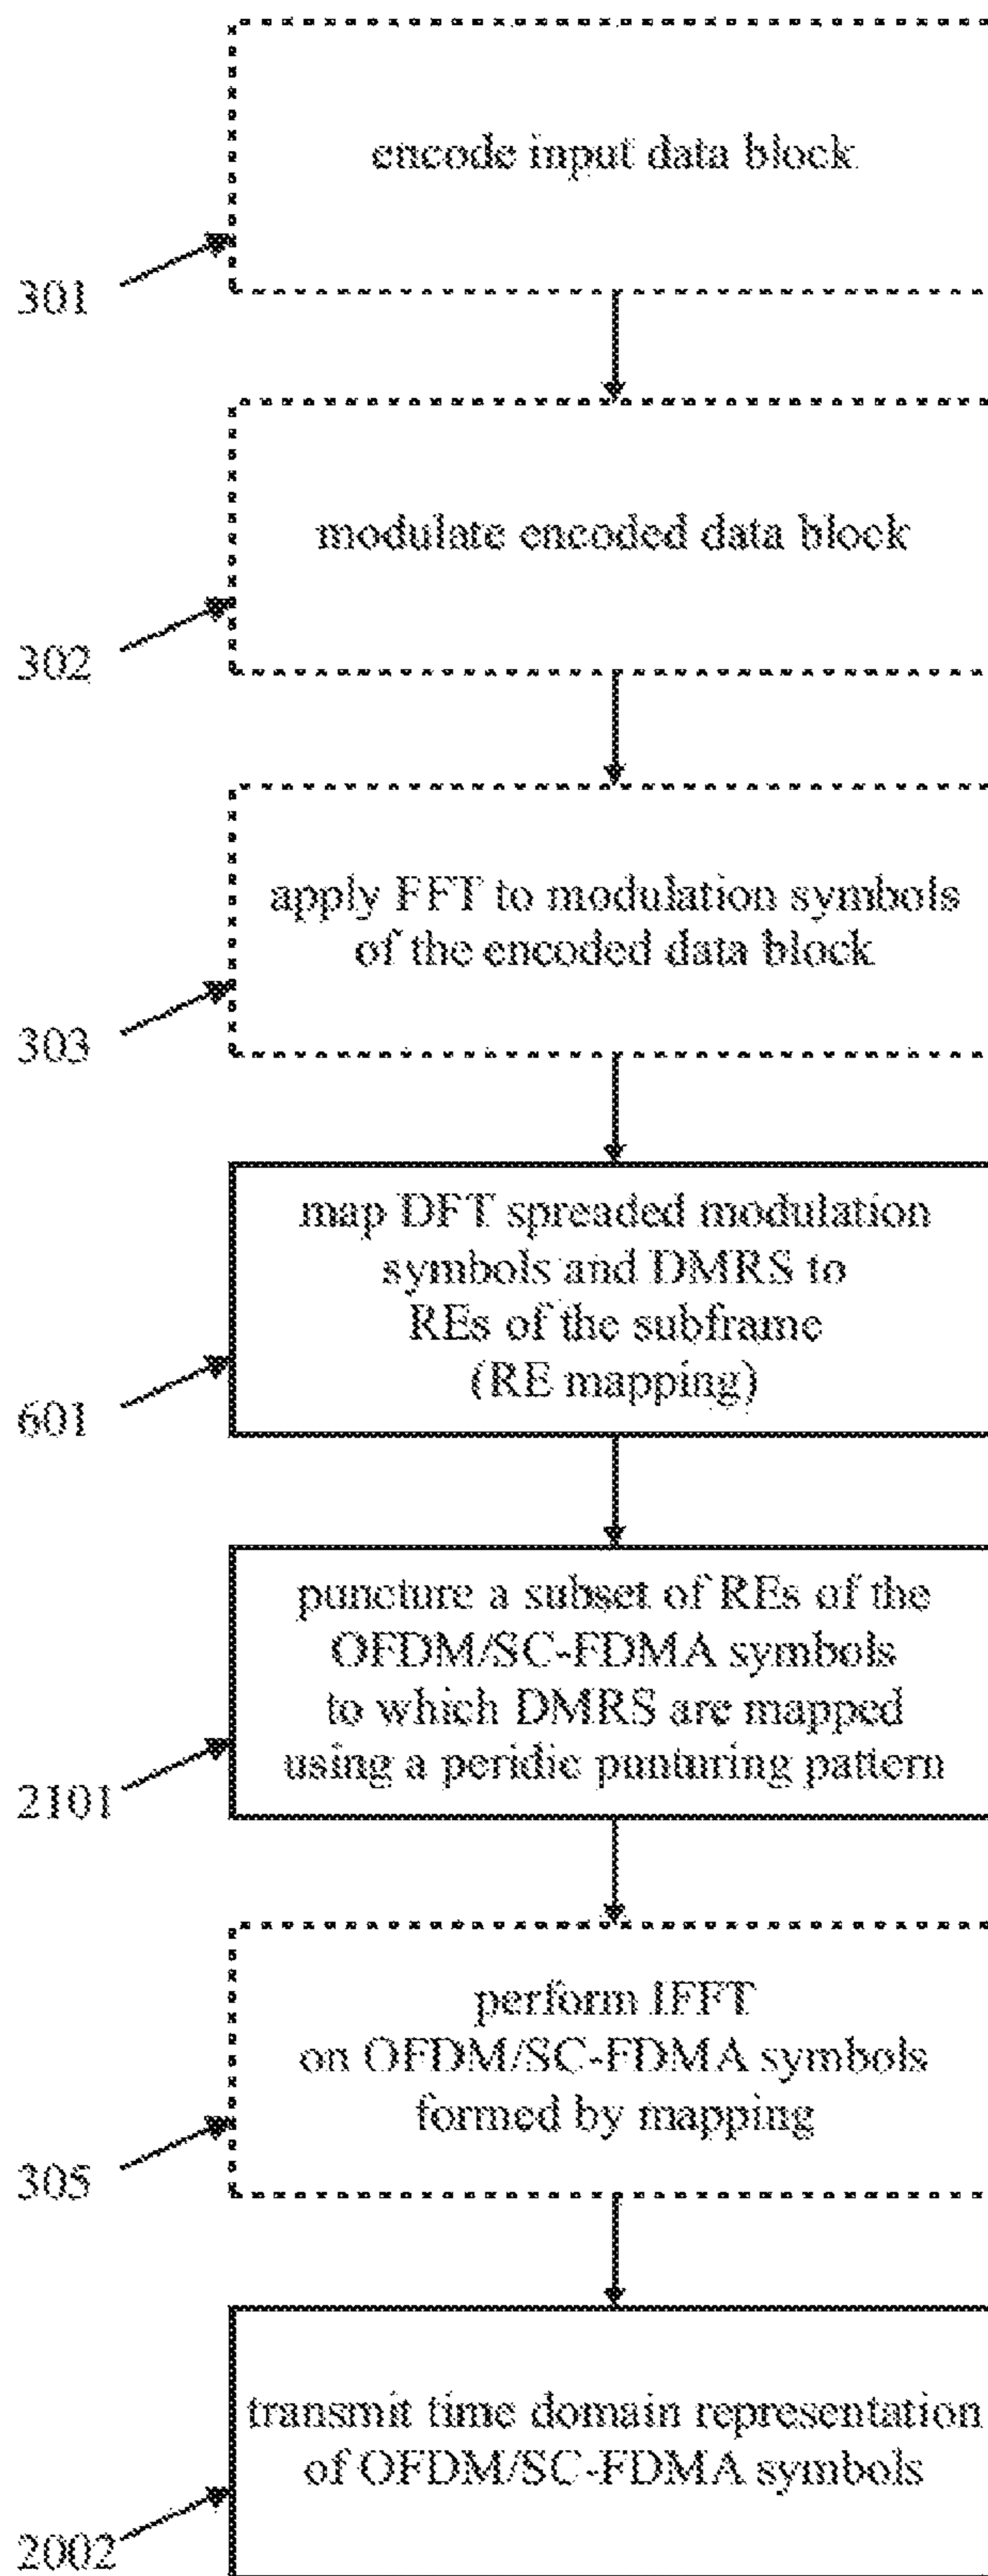 encode input data block
301
modulate encoded data block
302
apply FFT to modulation symbols
of the encoded data block
303
map DFT spreaded modulation
symbols and DMRS to
REs of the subframe
(RE mapping)
601
puncture a subset of REs of the
OFDM/SC-FDMA symbols
to which DMRS are mapped
using a peridic punturing pattern
2101
perform IFFT
on OFDM/SC-FDMA symbols
formed by mapping
305
transmit time domain representation
of OFDM/SC-FDMA symbols
2002